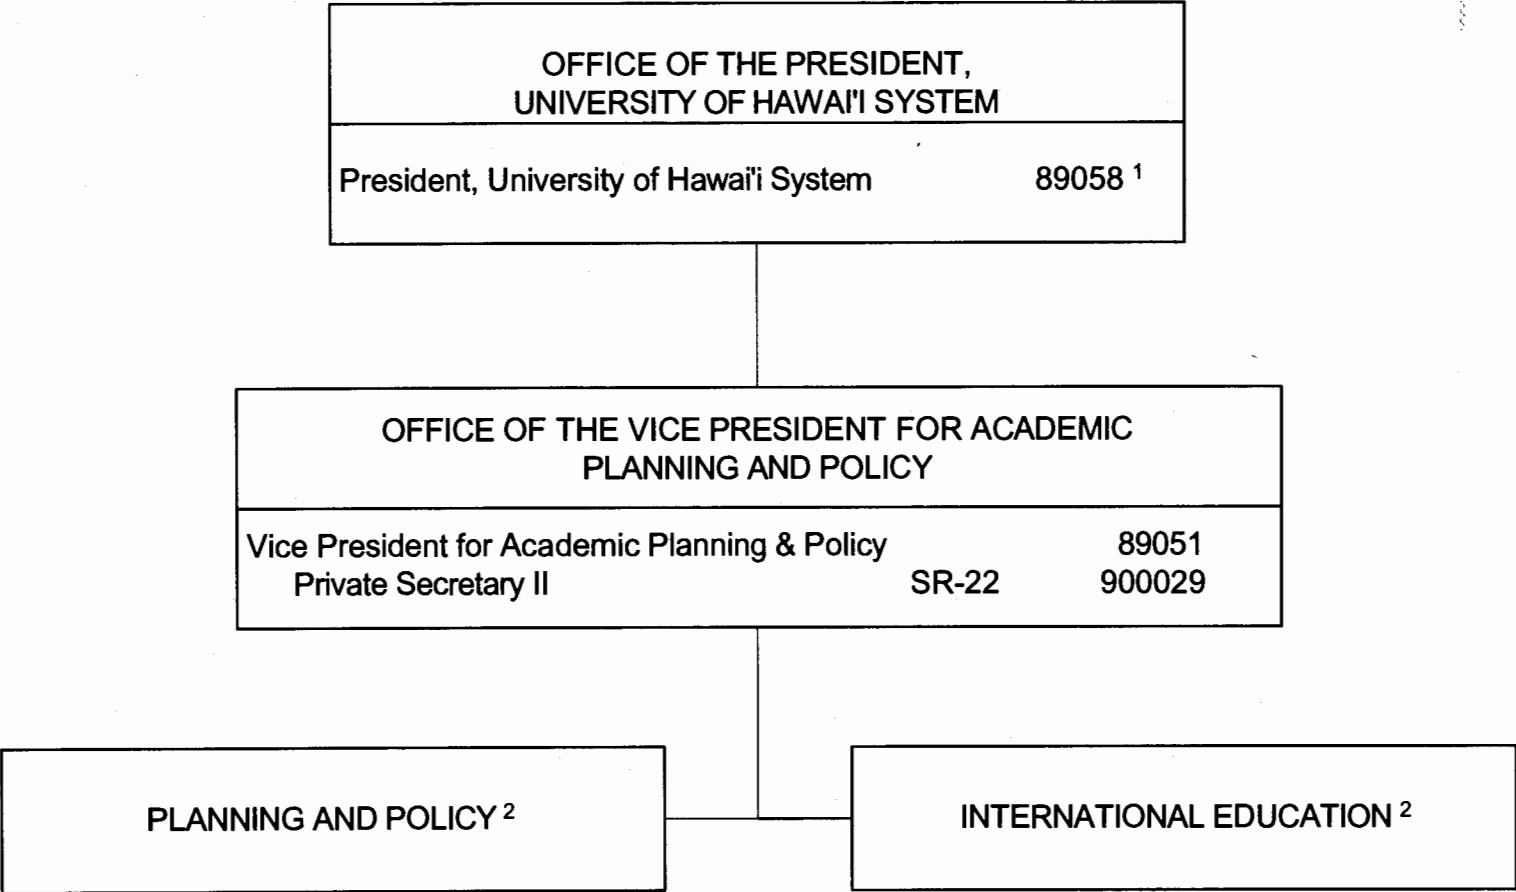 OFFICE OF THE PRESIDENT,
UNIVERSITY OF HAWAI'I SYSTEM
President, University of Hawai'i System 89058 1
OFFICE OF THE VICE PRESIDENT FOR ACADEMIC
PLANNING AND POLICY
Vice President for Academic Planning & Policy 89051
Private Secretary II SR-22 900029
PLANNING AND POLICY 2
INTERNATIONAL EDUCATION 2